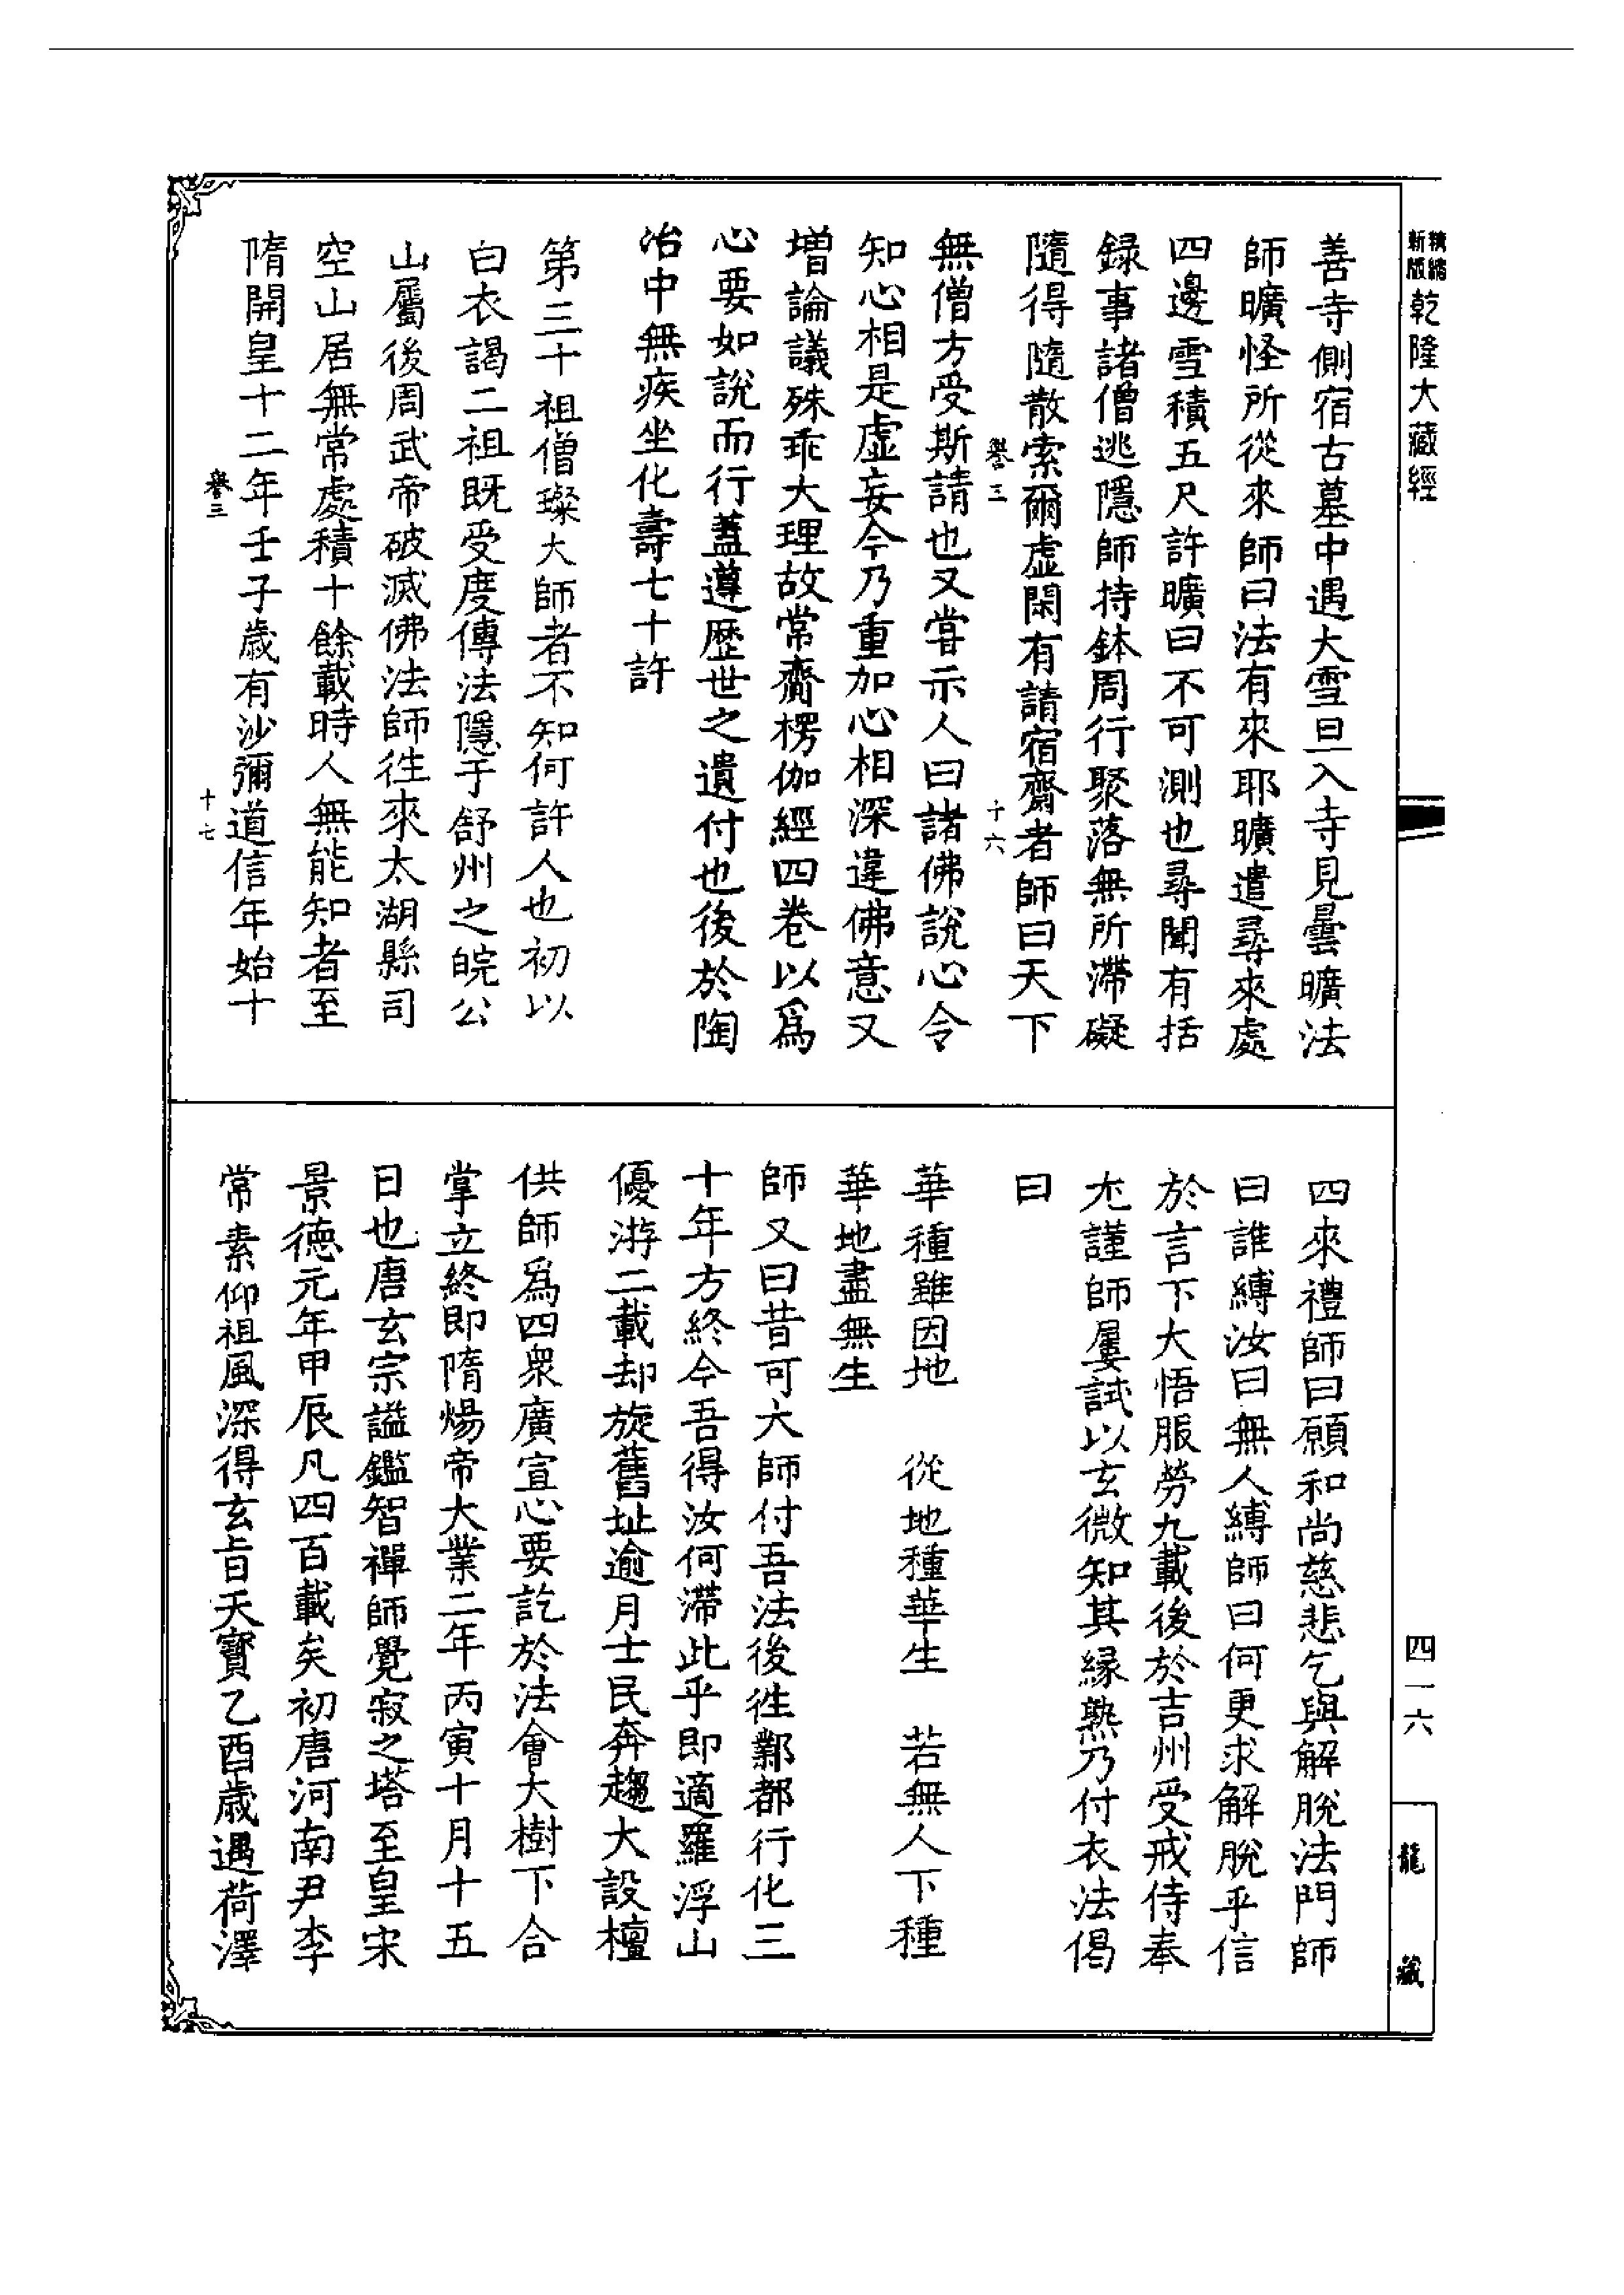 精縮新版乾隆大藏經
善寺側宿古墓中遇大雪旦入寺見曇曠法
師曠怪所從來師曰法有來耶曠遣尋來處
四邊雪積五尺許曠曰不可測也尋聞有括
録事諸僧逃隱師持鉢周行聚落無所滯礙
隨得隨散索爾虛閑有請宿齋者師曰天下
譽三 十六
無僧方受斯請也又甞示人曰諸佛說心令
知心相是虛妄今乃重加心相深違佛意又
增論議殊乖大理故常齋楞伽經四卷以爲
心要如說而行蓋遵歷世之遺付也後於陶
冶中無疾坐化壽七十許
第三十祖僧璨大師者不知何許人也初以
白衣謁二祖既受度傳法隱于舒州之皖公
山屬後周武帝破滅佛法師徃來太湖縣司
空山居無常處積十餘載時人無能知者至
隋開皇十二年壬子歲有沙彌道信年始十
譽三 十七
四來禮師曰願和尚慈悲乞與解脫法門師
曰誰縛汝曰無人縛師曰何更求解脫乎信
於言下大悟服勞九載後於吉州受戒侍奉
尤謹師屢試以玄微知其緣熟乃付衣法偈
曰
華種雖因地 從地種華生 若無人下種
華地盡無生
師又曰昔可大師付吾法後徃鄴都行化三
十年方終今吾得汝何滯此乎即適羅浮山
優游二載却旋舊址逾月士民奔趨大設檀
供師爲四衆廣宣心要訖於法會大樹下合
掌立終即隋煬帝大業二年丙寅十月十五
日也唐玄宗謚鑑智禪師覺寂之塔至皇宋
景德元年甲辰凡四百載矣初唐河南尹李
常素仰祖風深得玄旨天寶乙酉歲遇荷澤
四一六
龍藏